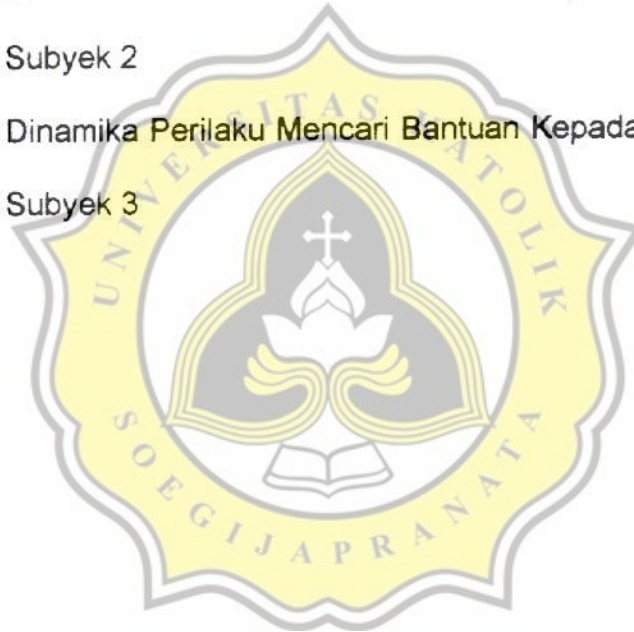 Subyek 2
Dinamika Perilaku Mencari Bantuan Kepada
Subyek 3
UNIVERSITAS KATOLIK
SOEGIJAPRANATA